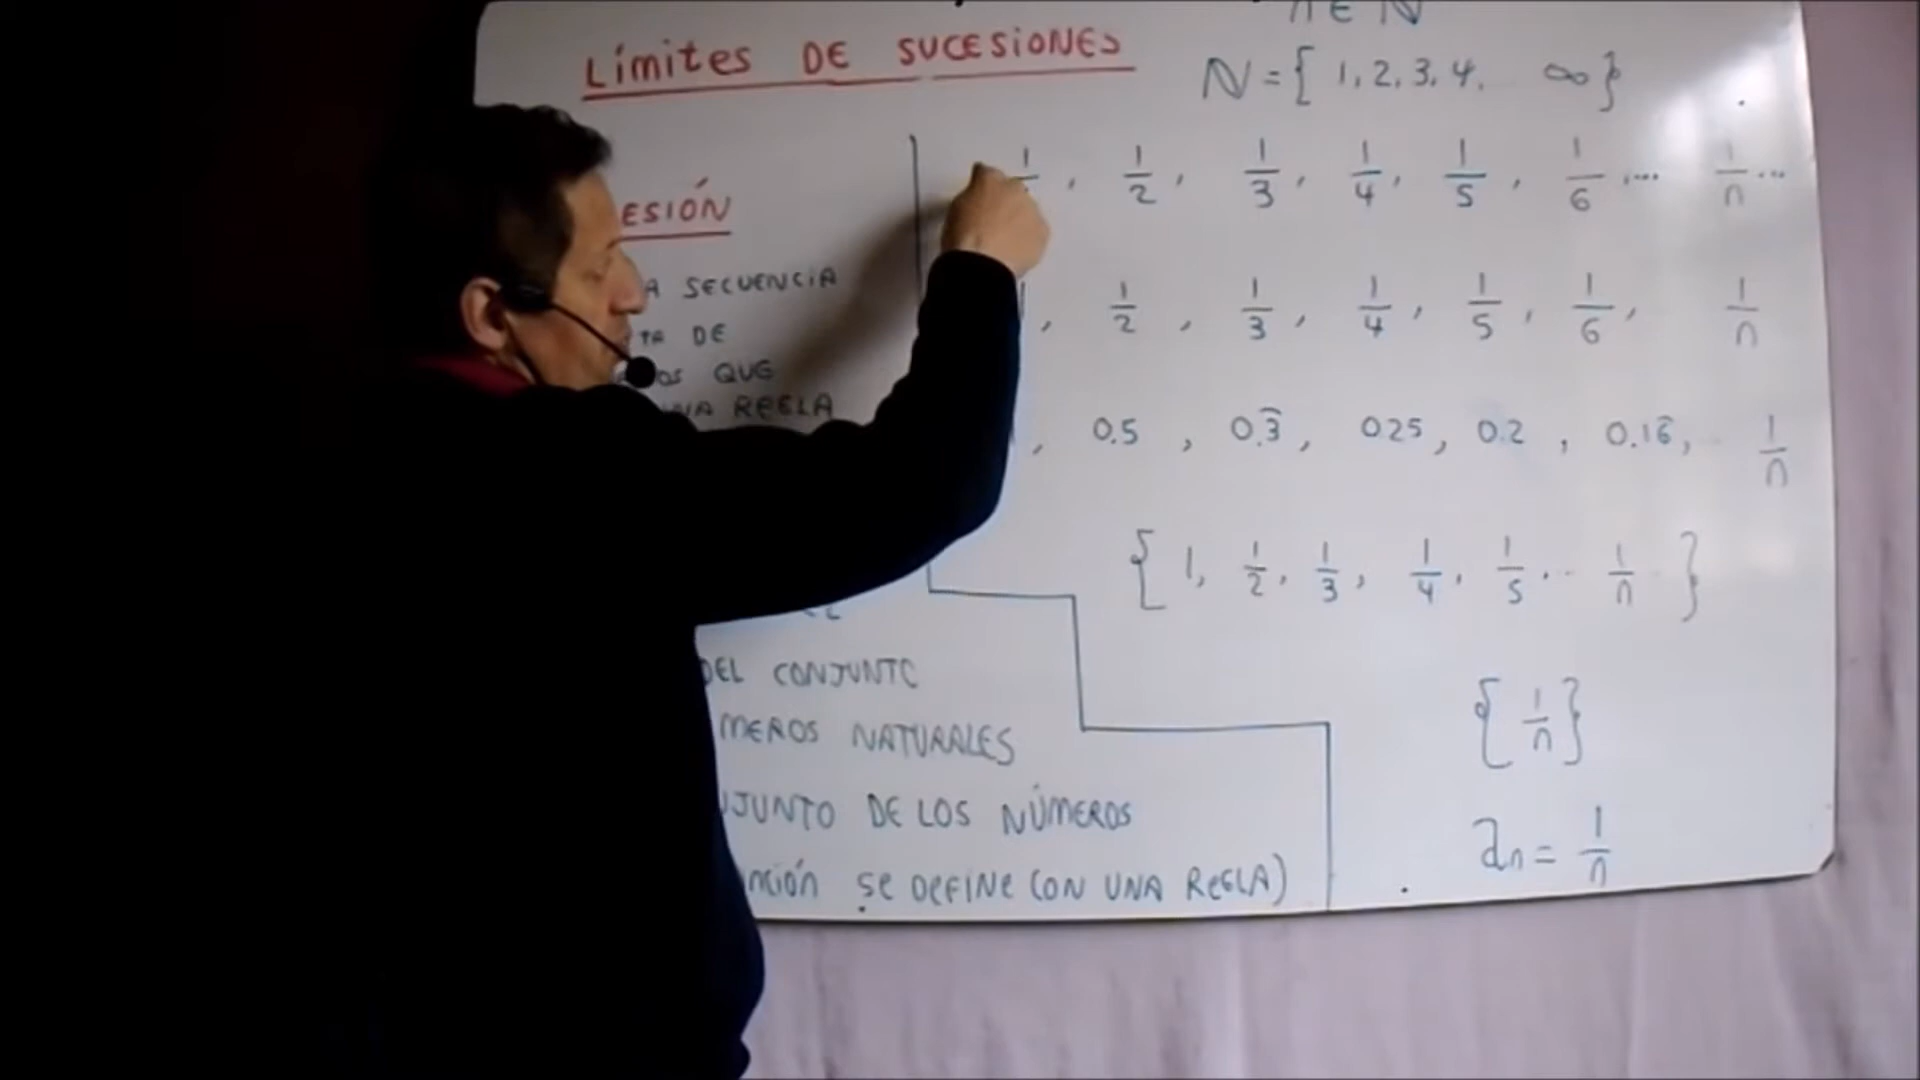 Límites DE SUCESiONES
n ∈ N
N = { 1, 2, 3, 4, ∞ }
ESIÓN
A SECUENCiA
TA DE
OS QUE
UNA REGLA
DEL CONJUNTO
MEROS NATURALES
JUNTO DE LOS NÚMEROS
nción SE DEFINE CON UNA REGLA)
1/ , 1/2 , 1/3 , 1/4 , 1/5 , 1/6 ,... 1/n ...
, 1/2 , 1/3 , 1/4 , 1/5 , 1/6 , 1/n
, 0.5 , 0.3̅ , 0.25 , 0.2 , 0.16̅ , 1/n
{ 1, 1/2 , 1/3 , 1/4 , 1/5 , .. 1/n }
{ 1/n }
an = 1/n